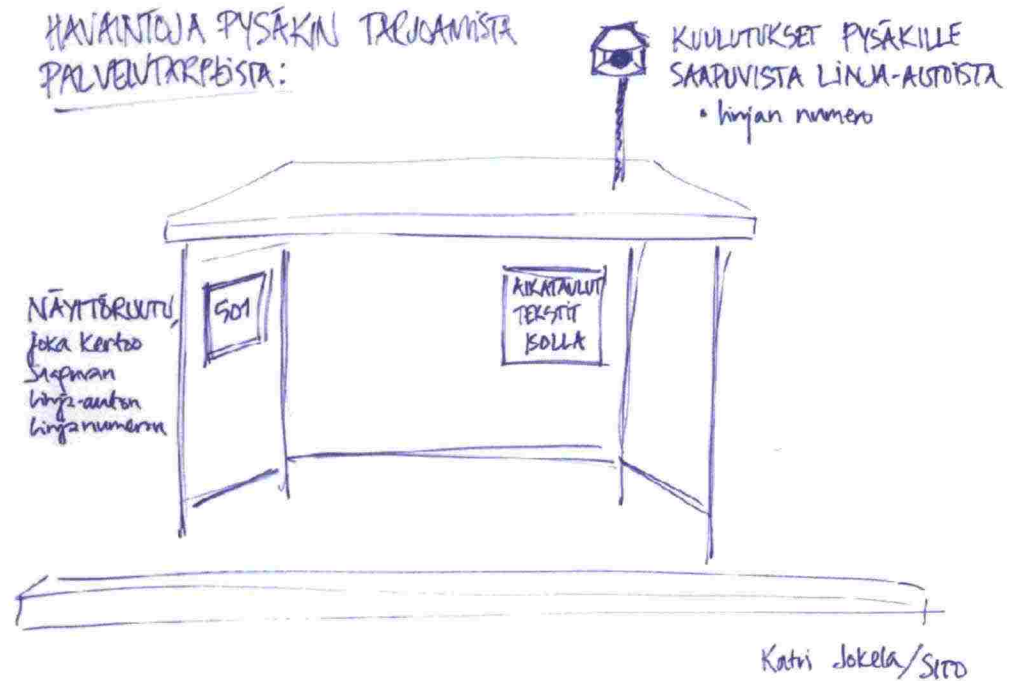 HAVAINTOJA PYSÄKIN TARJOAMISTA
PALVELUTARPEISTA:
KUULUTUKSET PYSÄKILLE
SAAPUVISTA LINJA-AUTOISTA
• linjan numero
NÄYTTÖRUUTU,
joka kertoo
saapuvan
linja-auton
linjanumeron
501
AIKATAULUT
TEKSTIT
ISOLLA
Katri Jokela/SITO